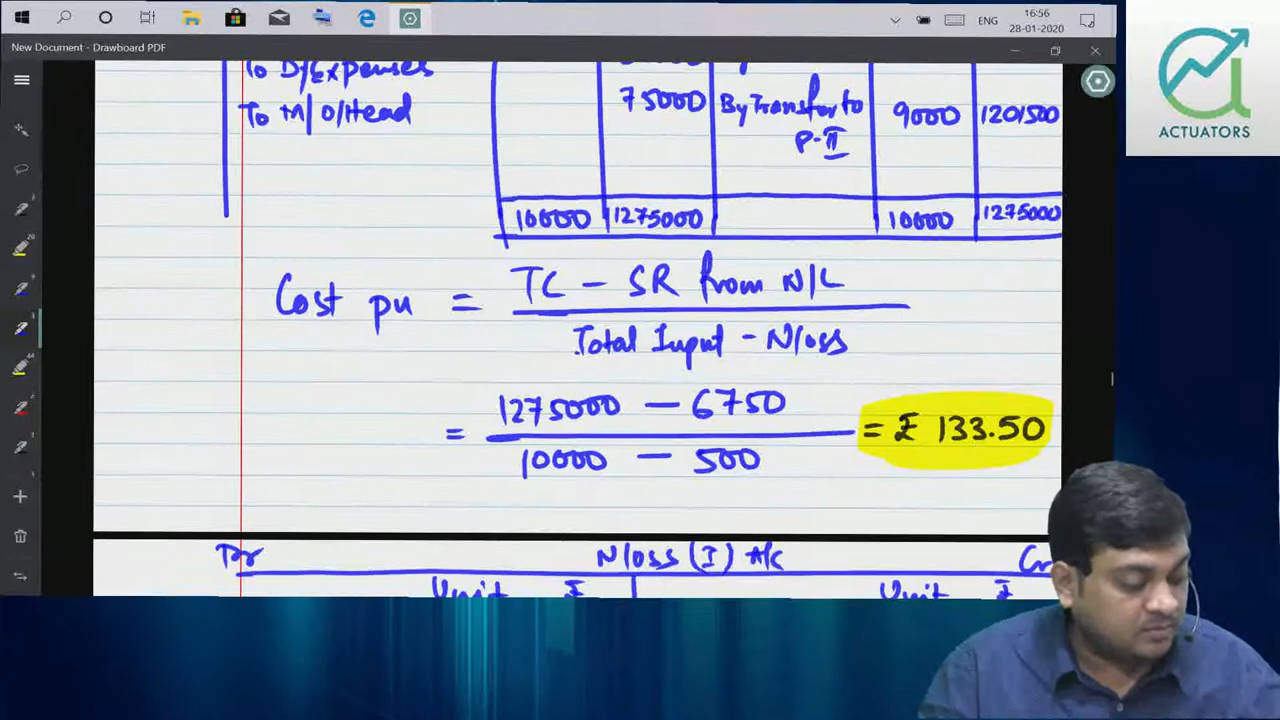 16:56
ENG
28-01-2020
New Document - Drawboard PDF
ACTUATORS
To D/Expenses
To M/O/Head
75000
By Transfer to
P-II
9000
1201500
10000 1275000 10000 1275000
Cost pu = TC - SR from N/L
Total Input - N/loss
= 1275000 - 6750
10000 - 500
= ₹ 133.50
Dr N/loss (I) A/C Cr
Unit ₹ Unit ₹